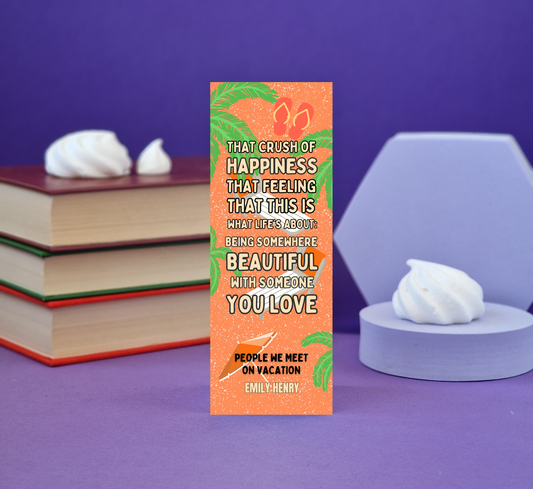 THAT CRUSH OF
HAPPINESS
THAT FEELING
THAT THIS IS
WHAT LIFE'S ABOUT:
BEING SOMEWHERE
BEAUTIFUL
WITH SOMEONE
YOU LOVE
PEOPLE WE MEET
ON VACATION
EMILY HENRY